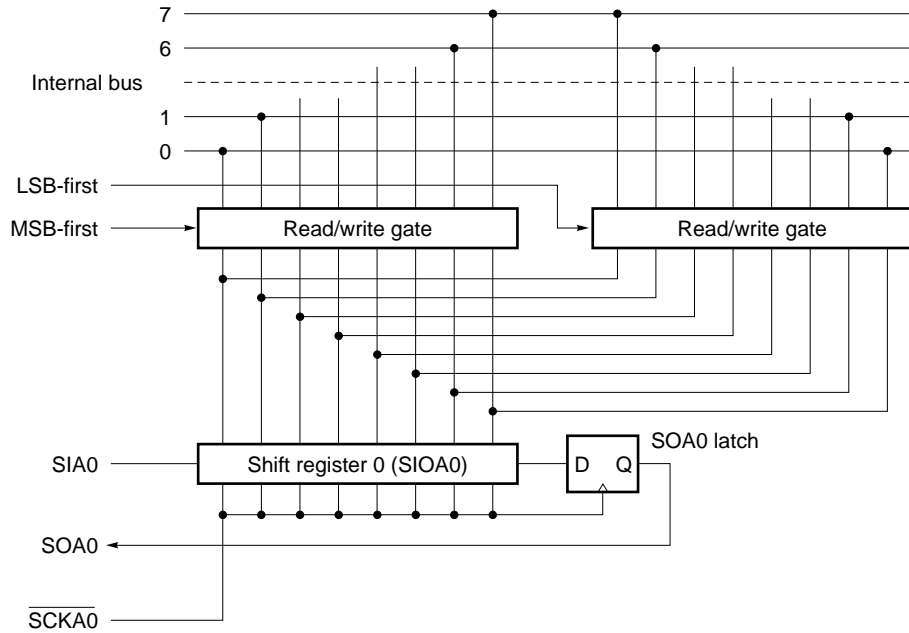 7
6
Internal bus
1
0
LSB-first
MSB-first
Read/write gate
Read/write gate
SOA0 latch
SIA0
Shift register 0 (SIOA0)
D
Q
SOA0
S̅C̅K̅A̅0̅